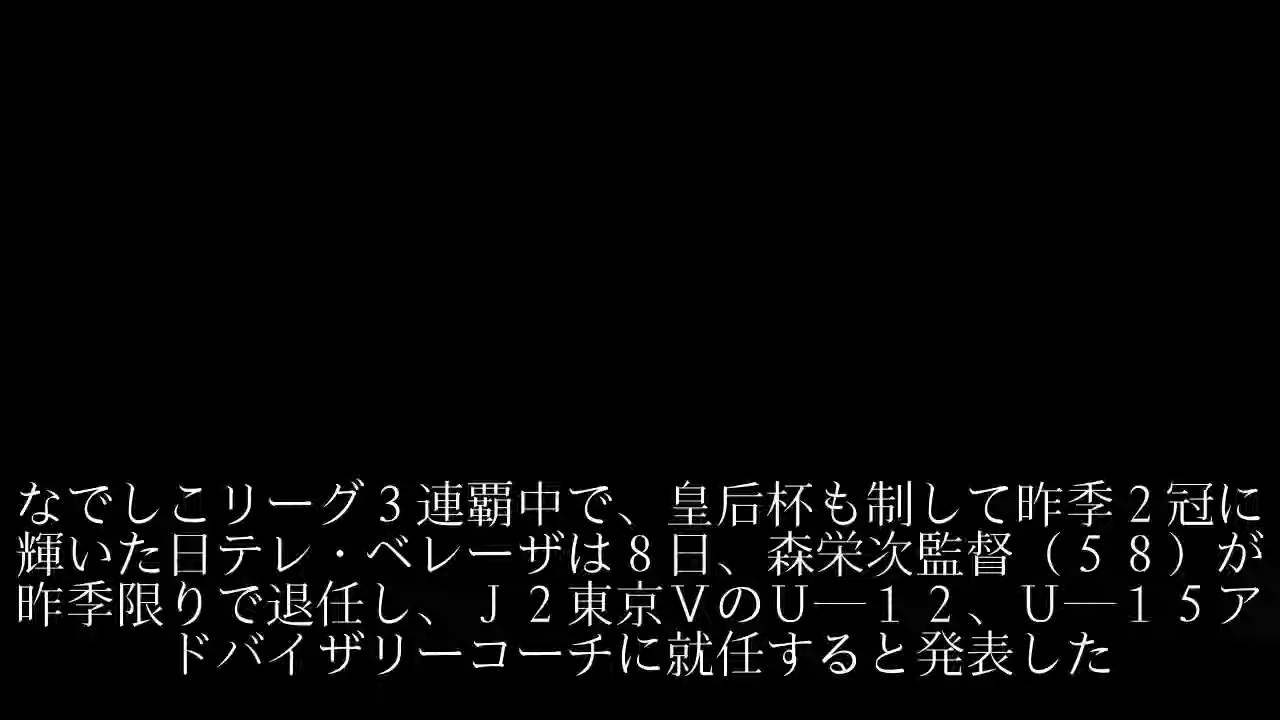 なでしこリーグ３連覇中で、皇后杯も制して昨季２冠に
輝いた日テレ・ベレーザは８日、森栄次監督（５８）が
昨季限りで退任し、Ｊ２東京ＶのＵ―１２、Ｕ―１５ア
ドバイザリーコーチに就任すると発表した